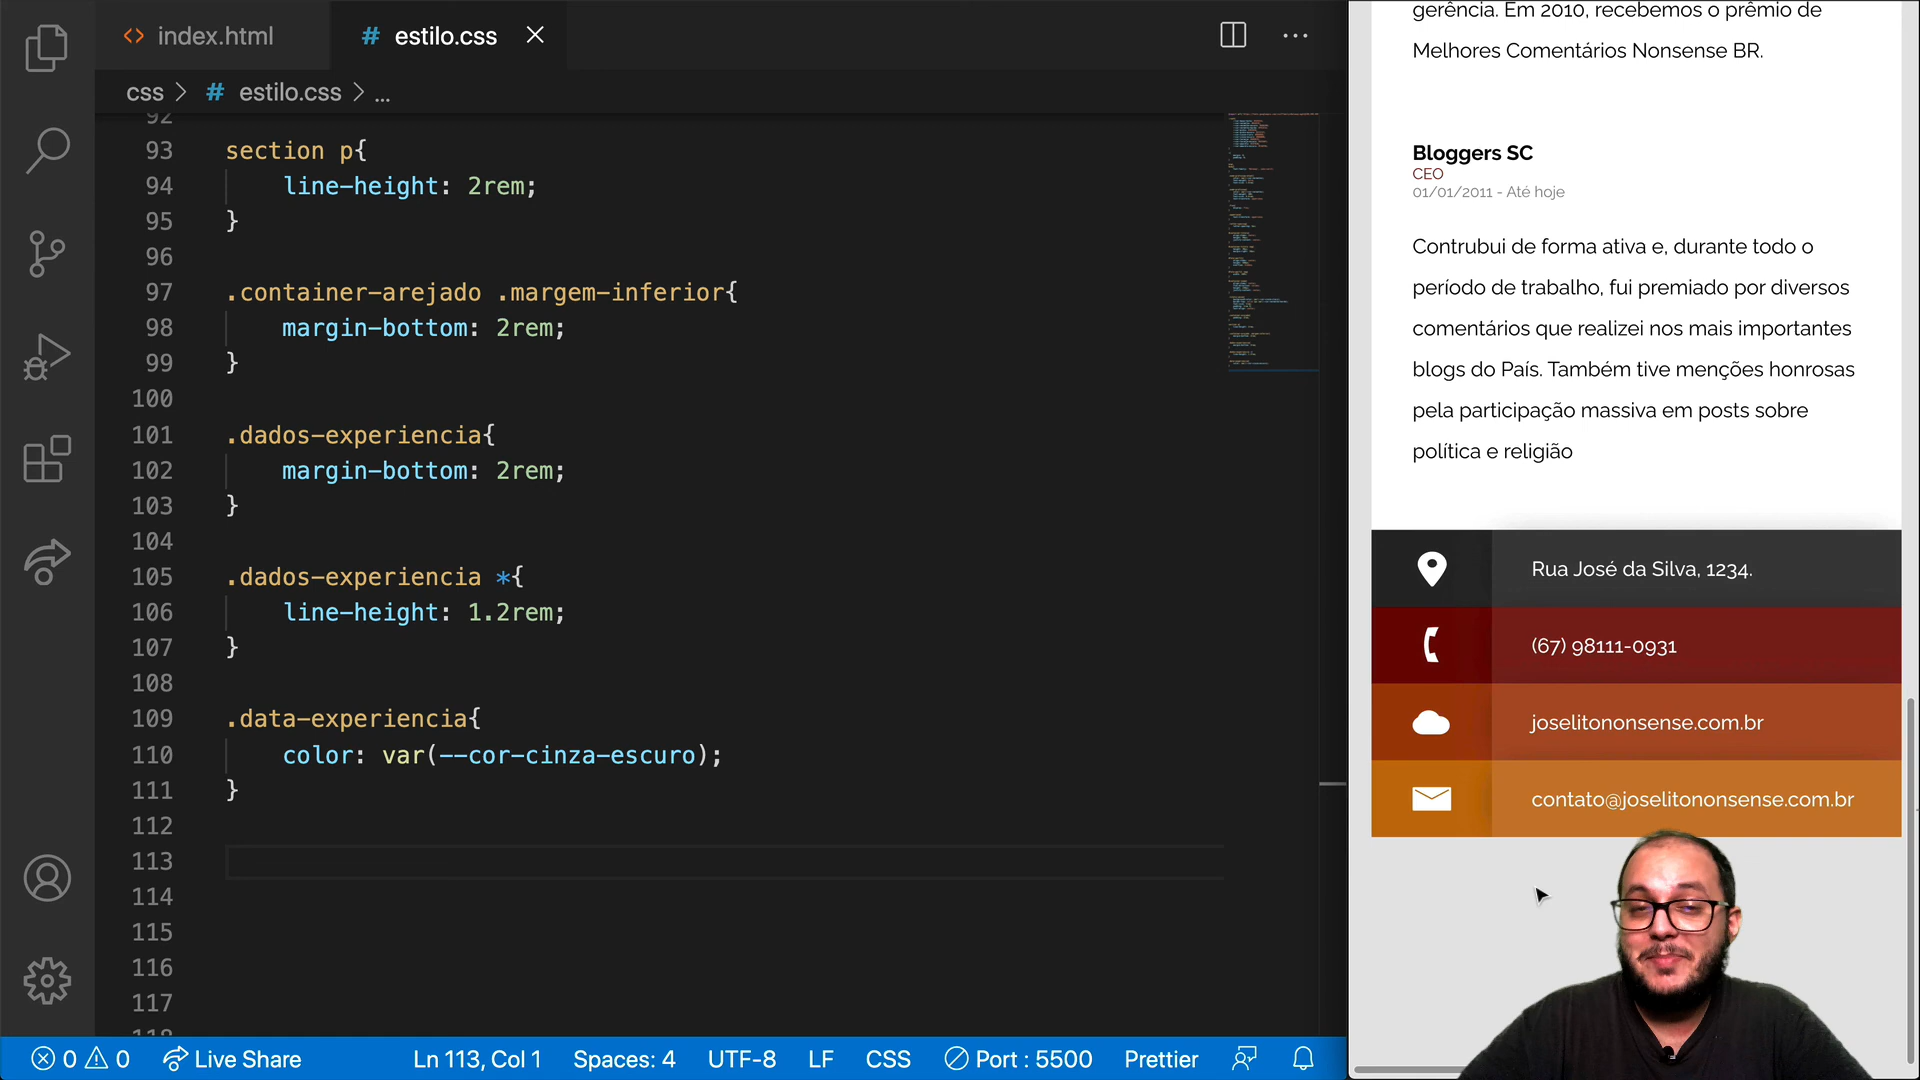 index.html
estilo.css
css > # estilo.css > ...
92
93 section p{
94 line-height: 2rem;
95 }
96
97 .container-arejado .margem-inferior{
98 margin-bottom: 2rem;
99 }
100
101 .dados-experiencia{
102 margin-bottom: 2rem;
103 }
104
105 .dados-experiencia *{
106 line-height: 1.2rem;
107 }
108
109 .data-experiencia{
110 color: var(--cor-cinza-escuro);
111 }
112
113
114
115
116
117
118
0 0 Live Share Ln 113, Col 1 Spaces: 4 UTF-8 LF CSS Port : 5500 Prettier
gerência. Em 2010, recebemos o prêmio de
Melhores Comentários Nonsense BR.
Bloggers SC
CEO
01/01/2011 - Até hoje
Contrubui de forma ativa e, durante todo o
período de trabalho, fui premiado por diversos
comentários que realizei nos mais importantes
blogs do País. Também tive menções honrosas
pela participação massiva em posts sobre
política e religião
Rua José da Silva, 1234.
(67) 98111-0931
joselitononsense.com.br
contato@joselitononsense.com.br